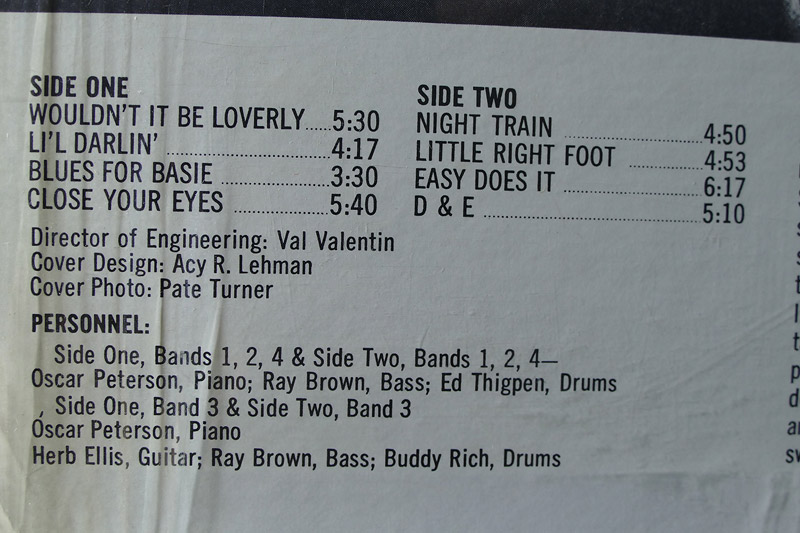 SIDE ONE
WOULDN'T IT BE LOVERLY.....5:30
LI'L DARLIN' ..........4:17
BLUES FOR BASIE ..........3:30
CLOSE YOUR EYES ..........5:40
SIDE TWO
NIGHT TRAIN ..........4:50
LITTLE RIGHT FOOT ..........4:53
EASY DOES IT ..........6:17
D & E ..........5:10
Director of Engineering: Val Valentin
Cover Design: Acy R. Lehman
Cover Photo: Pate Turner
PERSONNEL:
Side One, Bands 1, 2, 4 & Side Two, Bands 1, 2, 4—
Oscar Peterson, Piano; Ray Brown, Bass; Ed Thigpen, Drums
Side One, Band 3 & Side Two, Band 3
Oscar Peterson, Piano
Herb Ellis, Guitar; Ray Brown, Bass; Buddy Rich, Drums